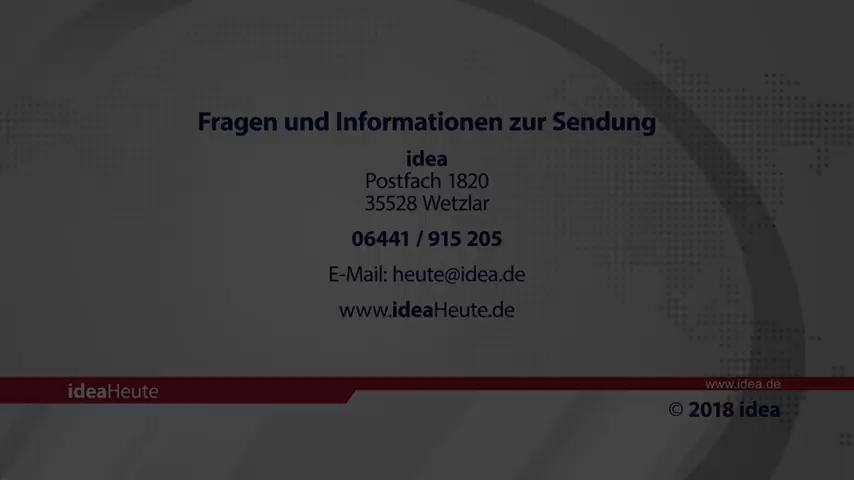 Fragen und Informationen zur Sendung
idea
Postfach 1820
35528 Wetzlar
06441 / 915 205
E-Mail: heute@idea.de
www.ideaHeute.de
ideaHeute
www.idea.de
© 2018 idea